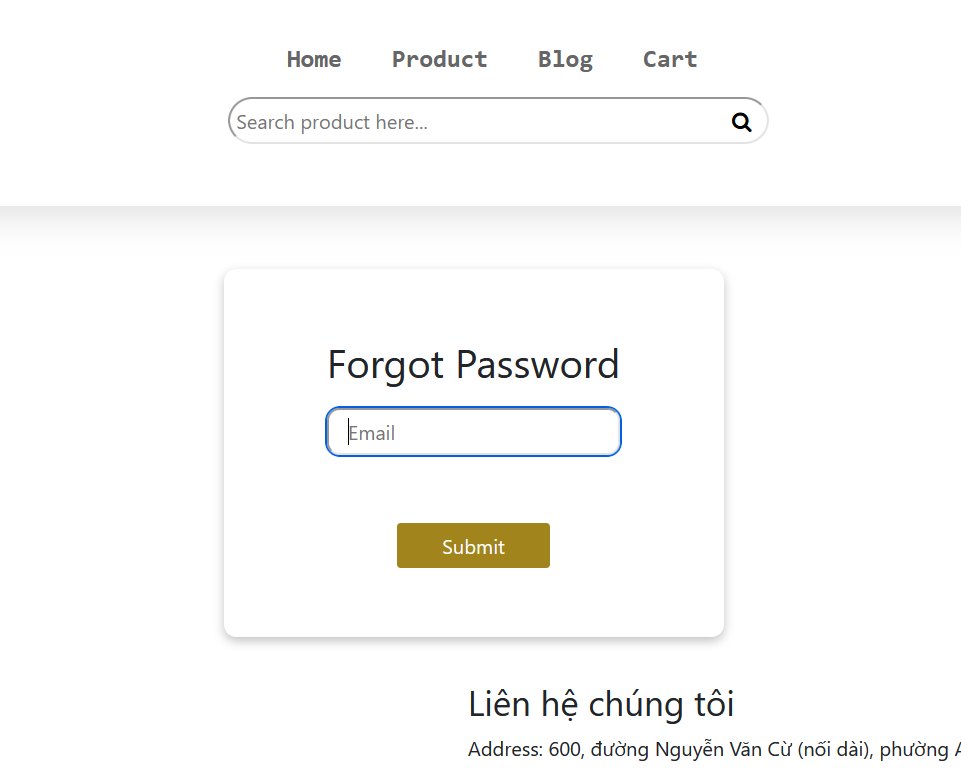 Home Product Blog Cart
Search product here...
Forgot Password
Email
Submit
Liên hệ chúng tôi
Address: 600, đường Nguyễn Văn Cừ (nối dài), phường